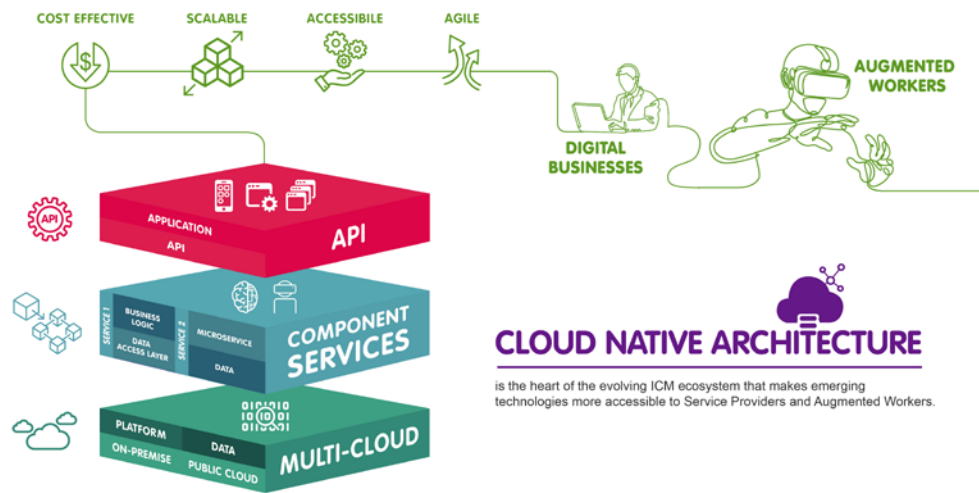 COST EFFECTIVE
SCALABLE
ACCESSIBILE
AGILE
AUGMENTED
WORKERS
DIGITAL
BUSINESSES
API
APPLICATION
API
API
SERVICE 1
BUSINESS
LOGIC
DATA
ACCESS LAYER
SERVICE 2
MICROSERVICE
DATA
COMPONENT
SERVICES
PLATFORM
DATA
ON-PREMISE
PUBLIC CLOUD
MULTI-CLOUD
CLOUD NATIVE ARCHITECTURE
is the heart of the evolving ICM ecosystem that makes emerging
technologies more accessible to Service Providers and Augmented Workers.